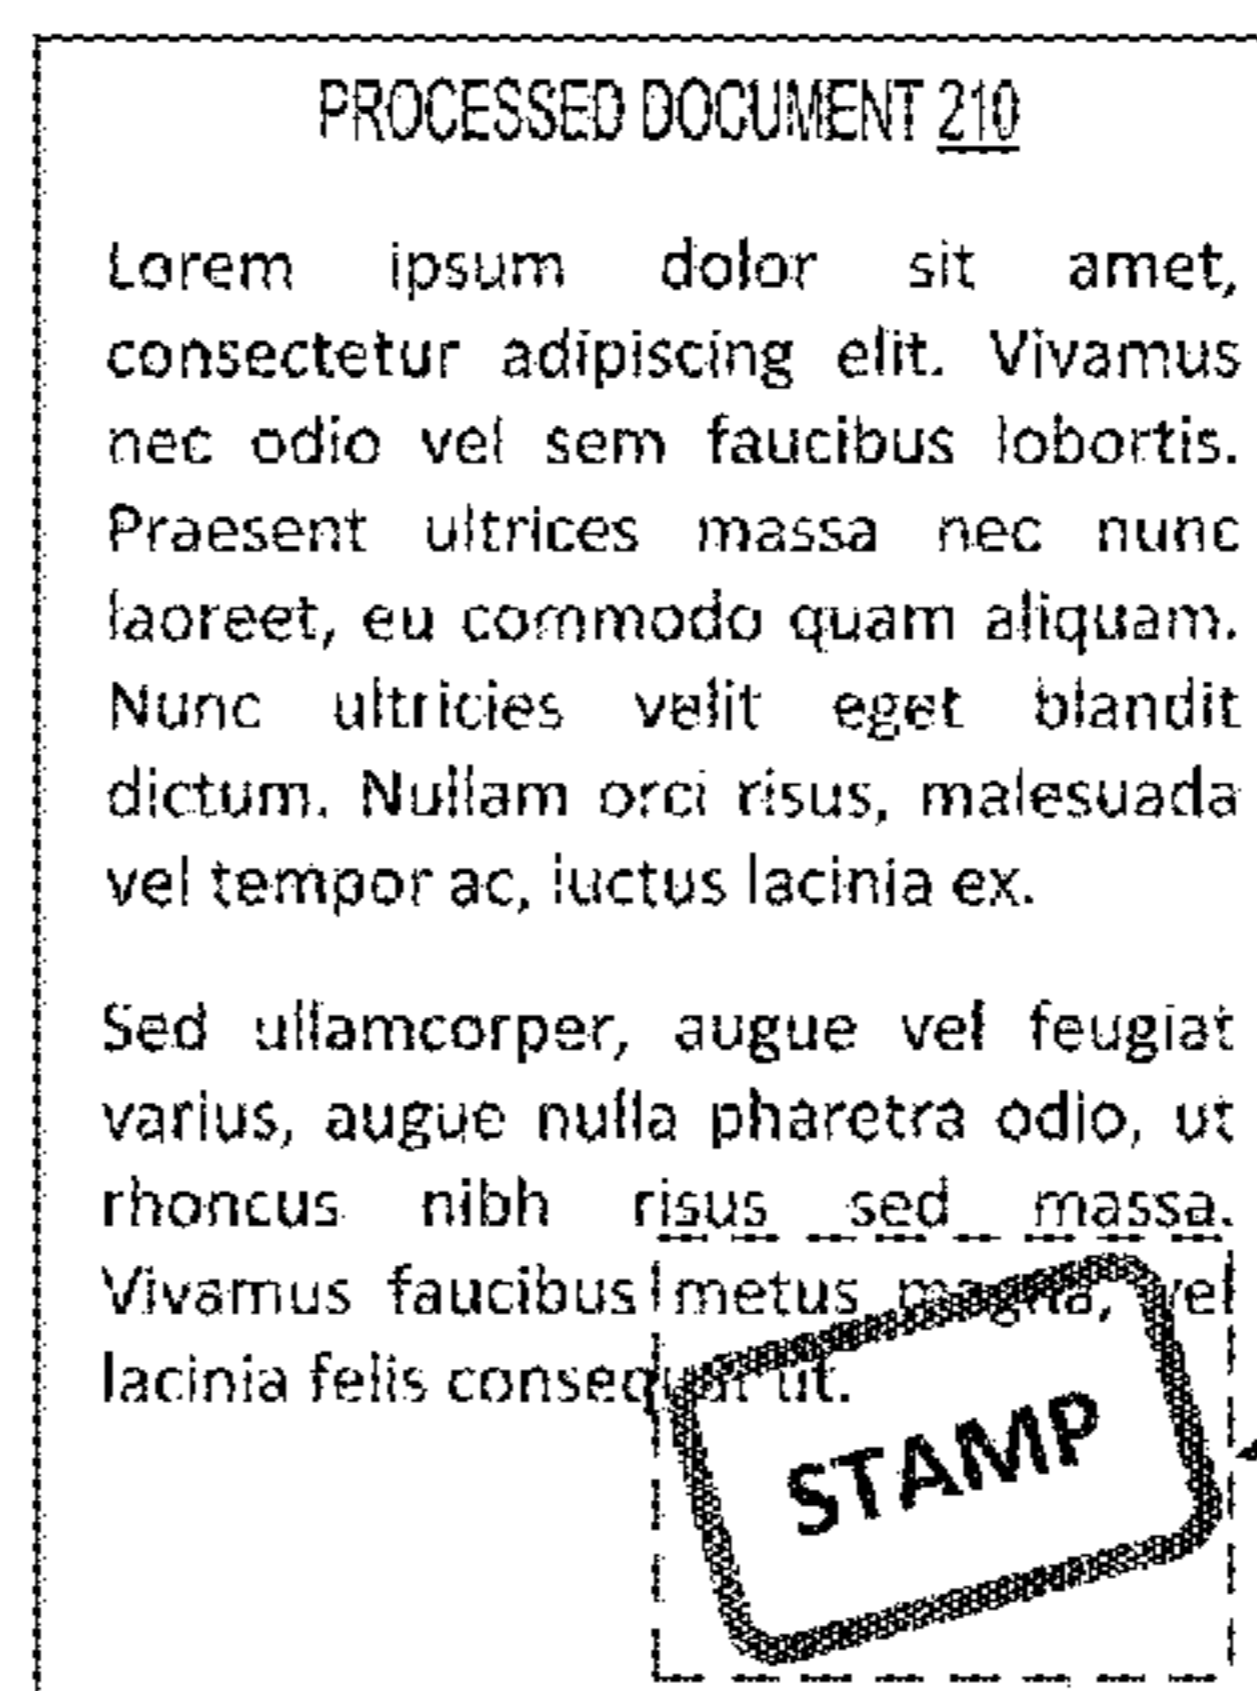 PROCESSED DOCUMENT 210
Lorem ipsum dolor sit amet,
consectetur adipiscing elit. Vivamus
nec odio vel sem faucibus lobortis.
Praesent ultrices massa nec nunc
laoreet, eu commodo quam aliquam.
Nunc ultricies velit eget blandit
dictum. Nullam orci risus, malesuada
vel tempor ac, luctus lacinia ex.
Sed ullamcorper, augue vel feugiat
varius, augue nulla pharetra odio, ut
rhoncus nibh risus sed massa.
Vivamus faucibus metus magna, vel
lacinia felis consequat ut.
STAMP